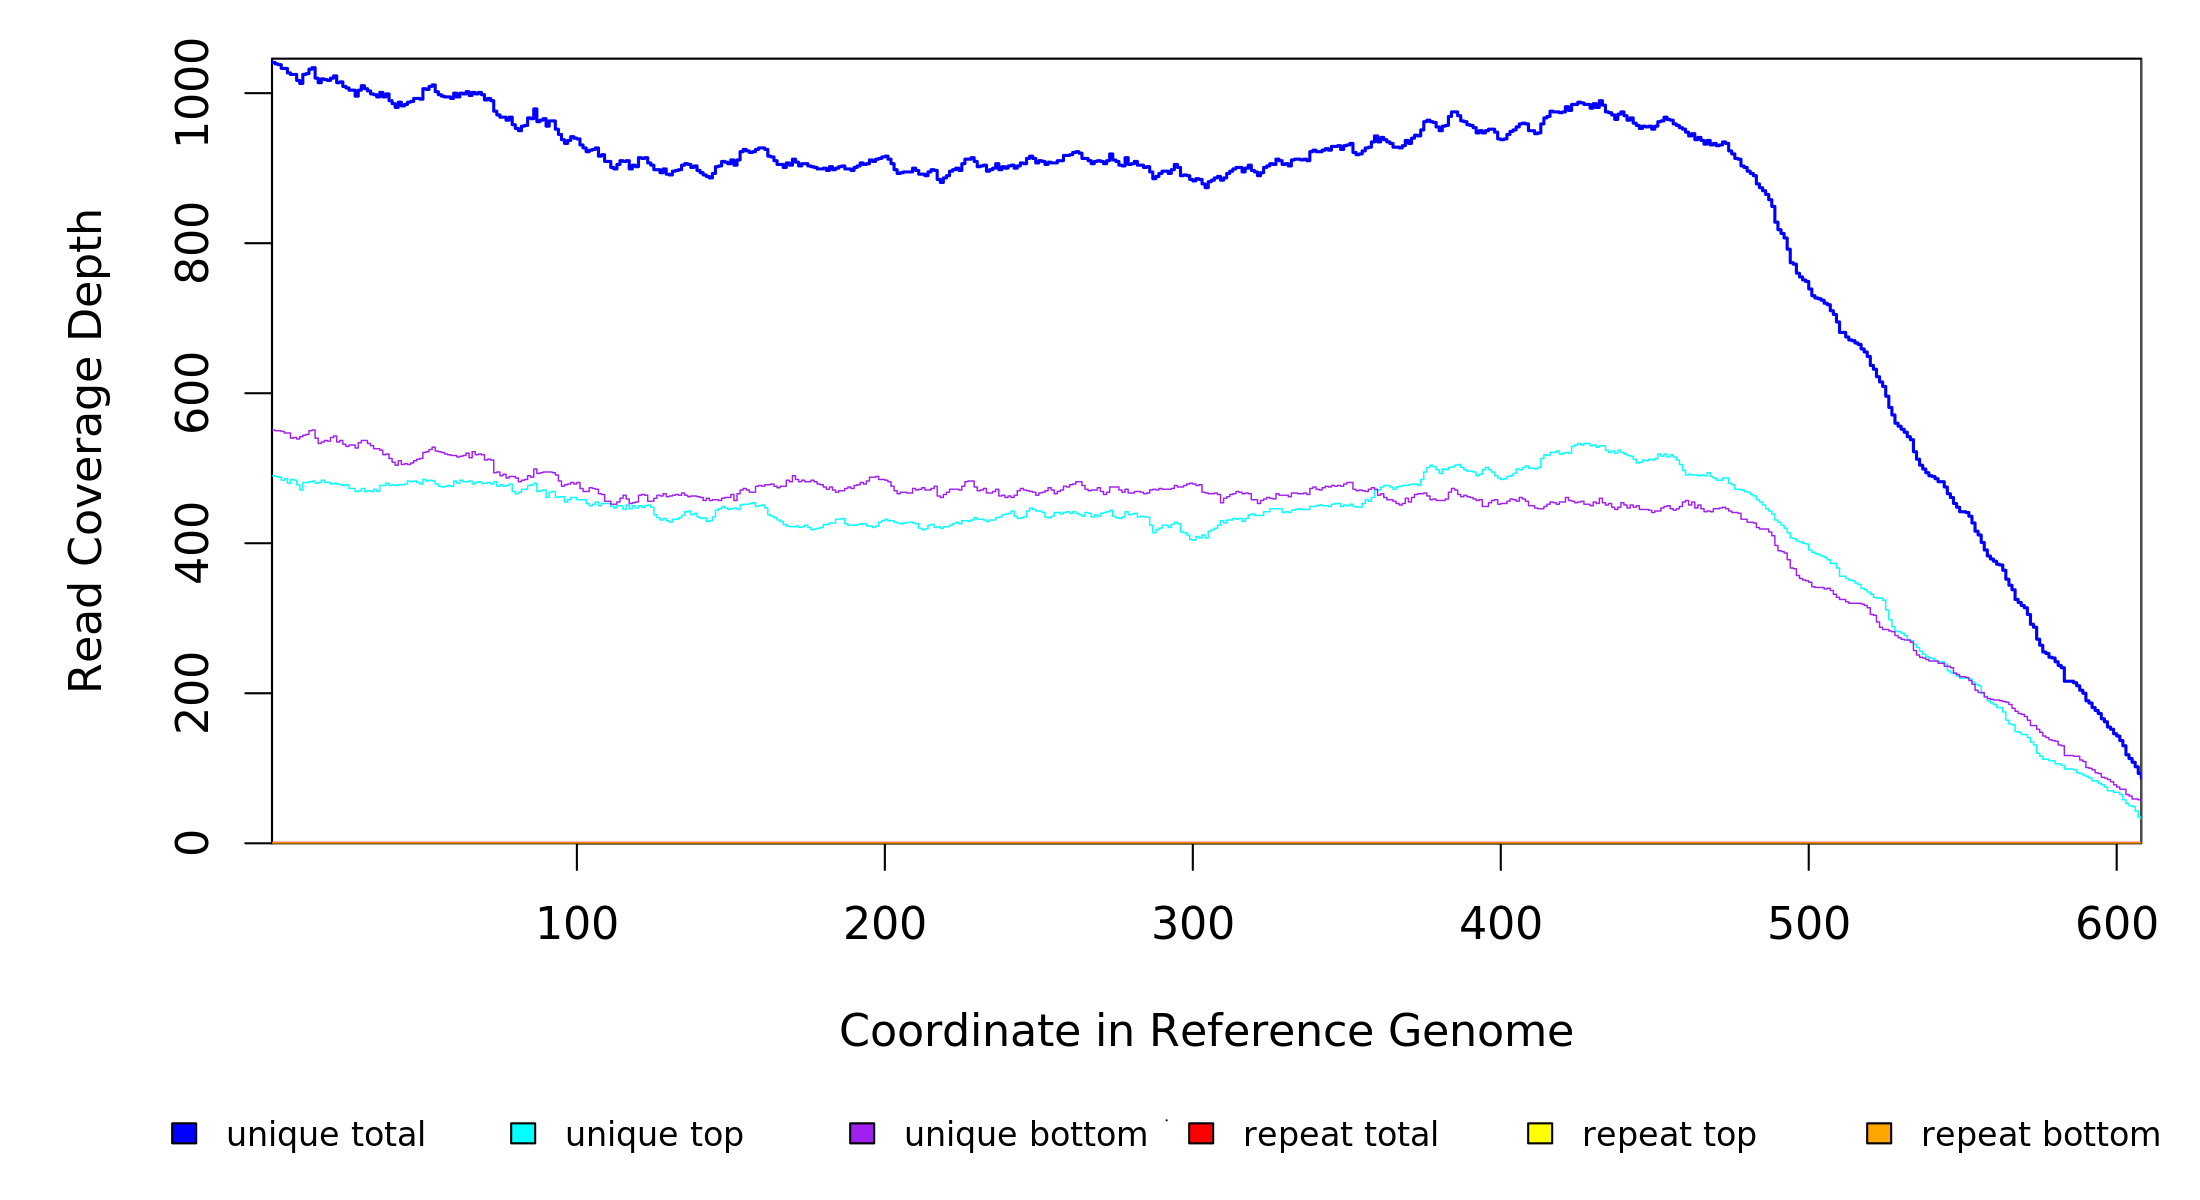 Read Coverage Depth
1000
800
600
400
200
0
100 200 300 400 500 600
Coordinate in Reference Genome
unique total unique top unique bottom repeat total repeat top repeat bottom